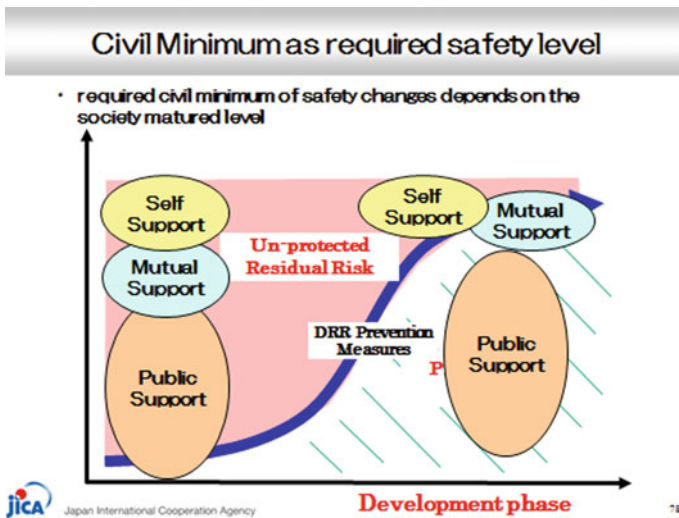 Civil Minimum as required safety level
• required civil minimum of safety changes depends on the
society matured level
Self
Support
Mutual
Support
Public
Support
Un-protected
Residual Risk
DRR Prevention
Measures
Self
Support
Mutual
Support
P
Public
Support
Development phase
jICA
Japan International Cooperation Agency